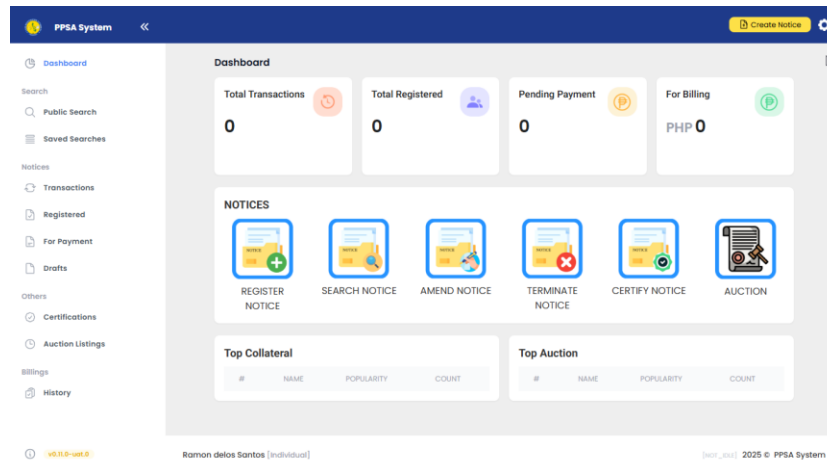 PPSA System
Create Notice
Dashboard
Search
Public Search
Saved Searches
Notices
Transactions
Registered
For Payment
Drafts
Others
Certifications
Auction Listings
Billings
History
v0.11.0-uat.0
Dashboard
Total Transactions
0
Total Registered
0
Pending Payment
0
For Billing
PHP 0
NOTICES
REGISTER
NOTICE
SEARCH NOTICE
AMEND NOTICE
TERMINATE
NOTICE
CERTIFY NOTICE
AUCTION
Top Collateral
# NAME POPULARITY COUNT
Top Auction
# NAME POPULARITY COUNT
Ramon delos Santos [Individual]
2025 © PPSA System